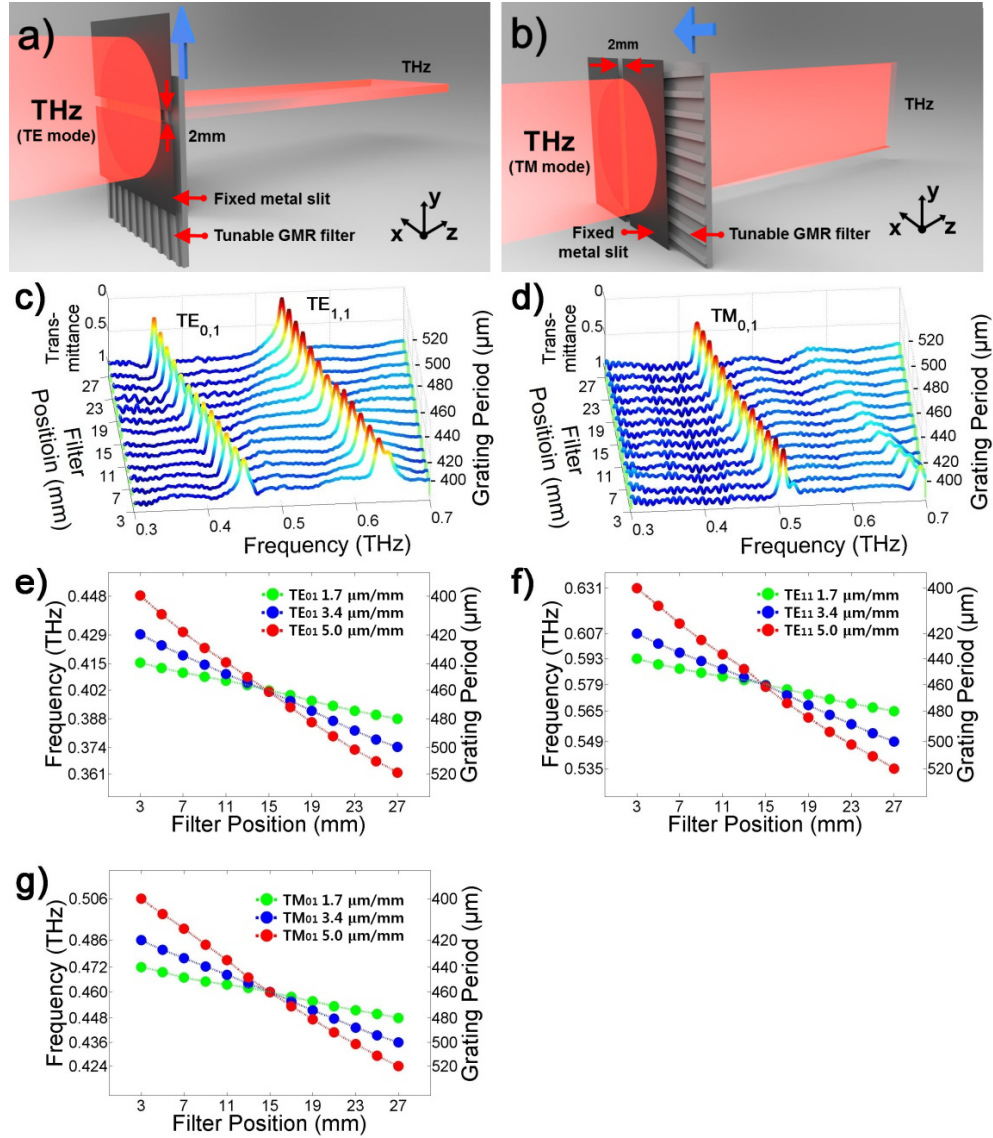 a)
THz
(TE mode)
2mm
THz
Fixed metal slit
Tunable GMR filter
y
x
z
b)
2mm
THz
(TM mode)
THz
Fixed
metal slit
Tunable GMR filter
y
x
z
c)
Trans-
mittance
0
0.5
1
TE0,1
TE1,1
27
23
19
15
11
7
3
Filter
Positoin (mm)
0.3
0.4
0.5
0.6
0.7
Frequency (THz)
520
500
480
460
440
420
400
Grating Period (μm)
d)
Trans-
mittance
0
0.5
1
TM0,1
27
23
19
15
11
7
3
Filter
Positoin (mm)
0.3
0.4
0.5
0.6
0.7
Frequency (THz)
520
500
480
460
440
420
400
Grating Period (μm)
e)
TE01 1.7 μm/mm
TE01 3.4 μm/mm
TE01 5.0 μm/mm
0.448
0.429
0.415
0.402
0.388
0.374
0.361
Frequency (THz)
400
420
440
460
480
500
520
Grating Period (μm)
3 7 11 15 19 23 27
Filter Position (mm)
f)
TE11 1.7 μm/mm
TE11 3.4 μm/mm
TE11 5.0 μm/mm
0.631
0.607
0.593
0.579
0.565
0.549
0.535
Frequency (THz)
400
420
440
460
480
500
520
Grating Period (μm)
3 7 11 15 19 23 27
Filter Position (mm)
g)
TM01 1.7 μm/mm
TM01 3.4 μm/mm
TM01 5.0 μm/mm
0.506
0.486
0.472
0.460
0.448
0.436
0.424
Frequency (THz)
400
420
440
460
480
500
520
Grating Period (μm)
3 7 11 15 19 23 27
Filter Position (mm)